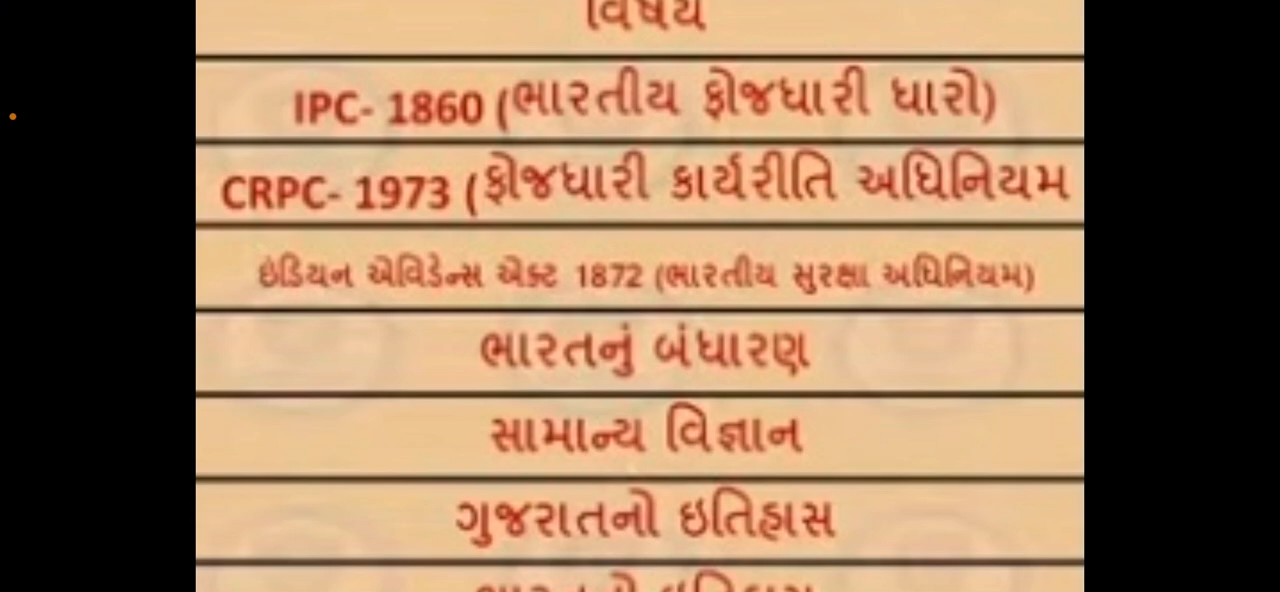 વિષય
IPC- 1860 (ભારતીય ફોજધારી ધારો)
CRPC- 1973 (ફોજધારી કાર્યરીતિ અધિનિયમ
ઇંડિયન એવિડેન્સ એક્ટ 1872 (ભારતીય સુરક્ષા અધિનિયમ)
ભારતનું બંધારણ
સામાન્ય વિજ્ઞાન
ગુજરાતનો ઇતિહાસ